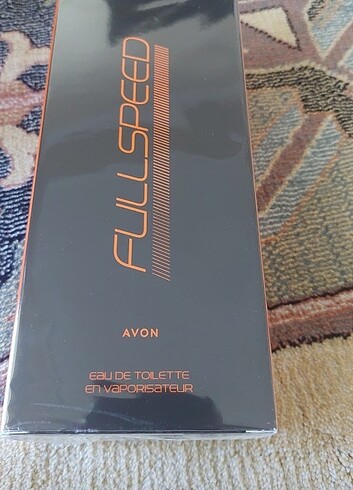 FULLSPEED
AVON
EAU DE TOILETTE
EN VAPORISATEUR